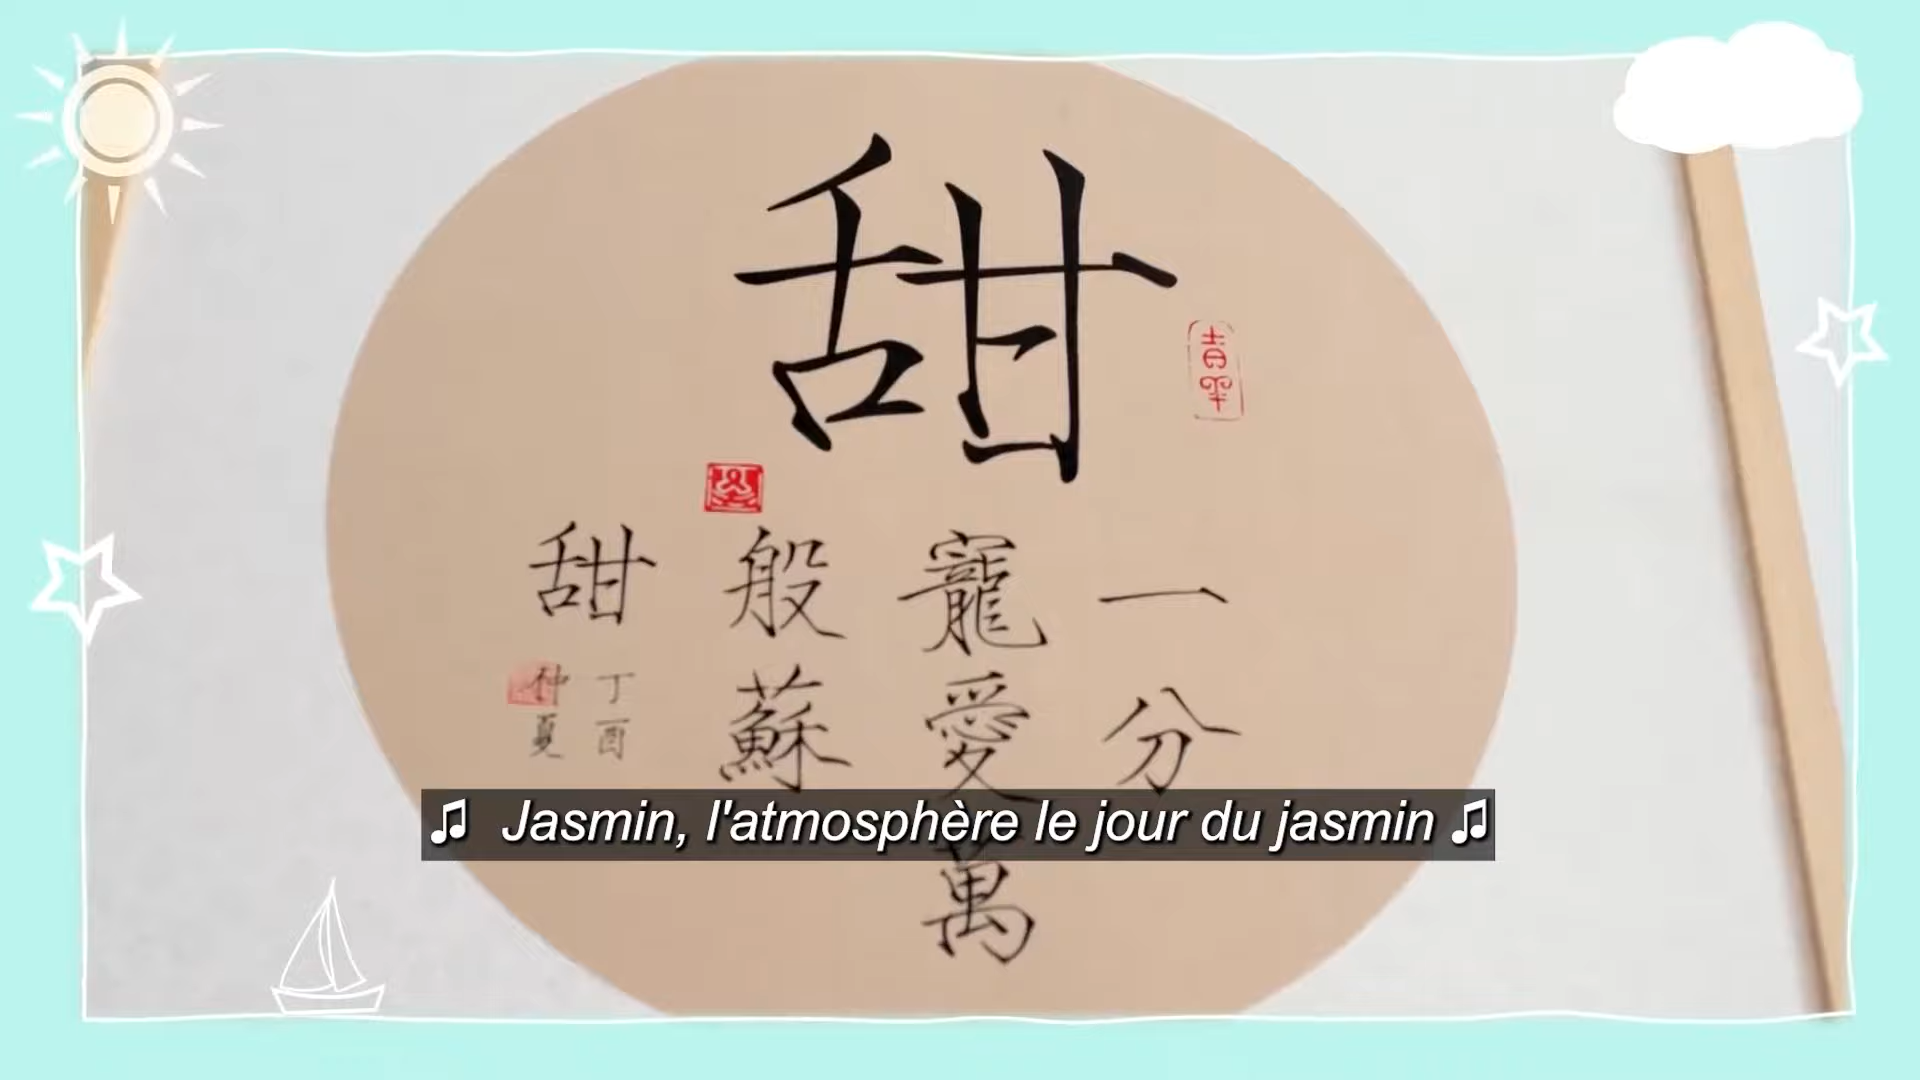 甜
一分
寵愛萬
般蘇
甜
丁酉
仲夏
♫ Jasmin, l'atmosphère le jour du jasmin ♫